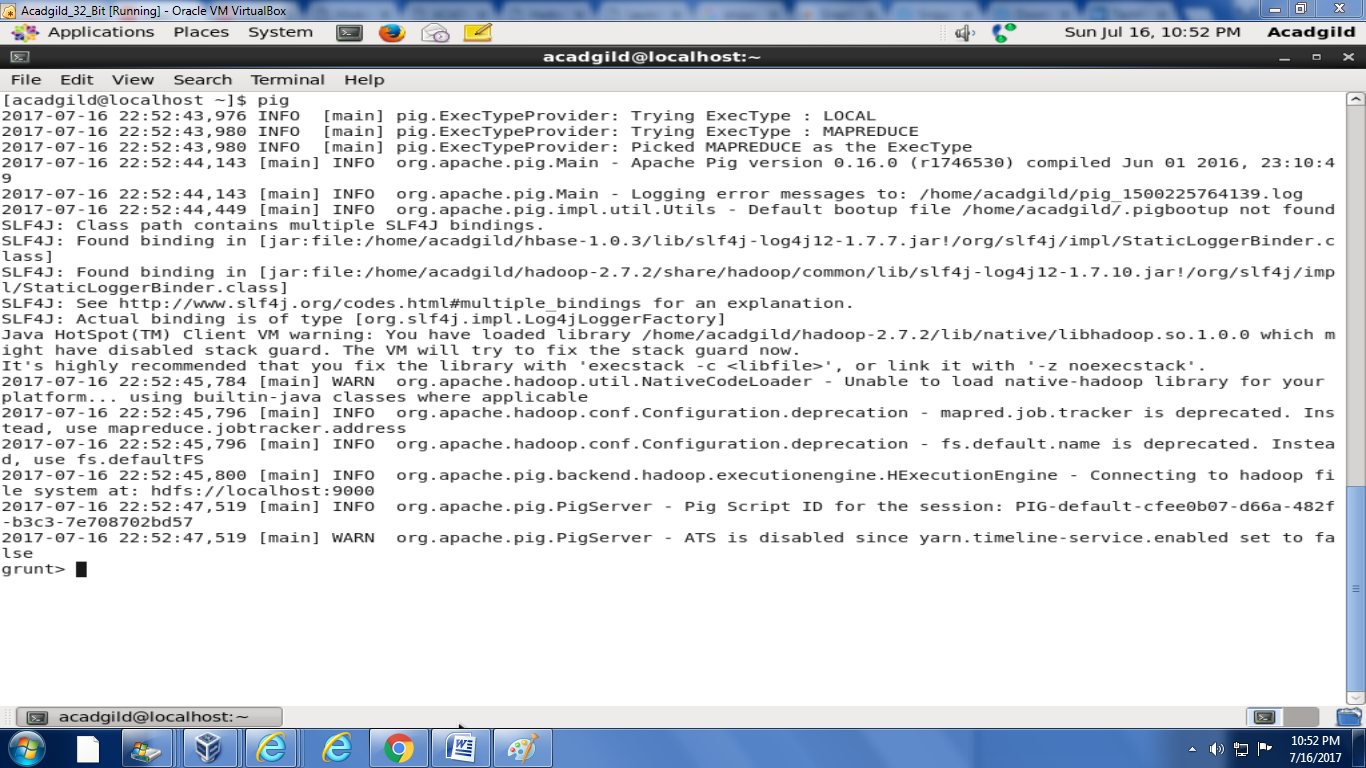 Acadgild_32_Bit [Running] - Oracle VM VirtualBox
Applications Places System Sun Jul 16, 10:52 PM Acadgild
acadgild@localhost:~
File Edit View Search Terminal Help
[acadgild@localhost ~]$ pig
2017-07-16 22:52:43,976 INFO  [main] pig.ExecTypeProvider: Trying ExecType : LOCAL
2017-07-16 22:52:43,980 INFO  [main] pig.ExecTypeProvider: Trying ExecType : MAPREDUCE
2017-07-16 22:52:43,980 INFO  [main] pig.ExecTypeProvider: Picked MAPREDUCE as the ExecType
2017-07-16 22:52:44,143 [main] INFO  org.apache.pig.Main - Apache Pig version 0.16.0 (r1746530) compiled Jun 01 2016, 23:10:4
9
2017-07-16 22:52:44,143 [main] INFO  org.apache.pig.Main - Logging error messages to: /home/acadgild/pig_1500225764139.log
2017-07-16 22:52:44,449 [main] INFO  org.apache.pig.impl.util.Utils - Default bootup file /home/acadgild/.pigbootup not found
SLF4J: Class path contains multiple SLF4J bindings.
SLF4J: Found binding in [jar:file:/home/acadgild/hbase-1.0.3/lib/slf4j-log4j12-1.7.7.jar!/org/slf4j/impl/StaticLoggerBinder.c
lass]
SLF4J: Found binding in [jar:file:/home/acadgild/hadoop-2.7.2/share/hadoop/common/lib/slf4j-log4j12-1.7.10.jar!/org/slf4j/imp
l/StaticLoggerBinder.class]
SLF4J: See http://www.slf4j.org/codes.html#multiple_bindings for an explanation.
SLF4J: Actual binding is of type [org.slf4j.impl.Log4jLoggerFactory]
Java HotSpot(TM) Client VM warning: You have loaded library /home/acadgild/hadoop-2.7.2/lib/native/libhadoop.so.1.0.0 which m
ight have disabled stack guard. The VM will try to fix the stack guard now.
It's highly recommended that you fix the library with 'execstack -c <libfile>', or link it with '-z noexecstack'.
2017-07-16 22:52:45,784 [main] WARN  org.apache.hadoop.util.NativeCodeLoader - Unable to load native-hadoop library for your
platform... using builtin-java classes where applicable
2017-07-16 22:52:45,796 [main] INFO  org.apache.hadoop.conf.Configuration.deprecation - mapred.job.tracker is deprecated. Ins
tead, use mapreduce.jobtracker.address
2017-07-16 22:52:45,796 [main] INFO  org.apache.hadoop.conf.Configuration.deprecation - fs.default.name is deprecated. Instea
d, use fs.defaultFS
2017-07-16 22:52:45,800 [main] INFO  org.apache.pig.backend.hadoop.executionengine.HExecutionEngine - Connecting to hadoop fi
le system at: hdfs://localhost:9000
2017-07-16 22:52:47,519 [main] INFO  org.apache.pig.PigServer - Pig Script ID for the session: PIG-default-cfee0b07-d66a-482f
-b3c3-7e708702bd57
2017-07-16 22:52:47,519 [main] WARN  org.apache.pig.PigServer - ATS is disabled since yarn.timeline-service.enabled set to fa
lse
grunt>
acadgild@localhost:~
10:52 PM
7/16/2017